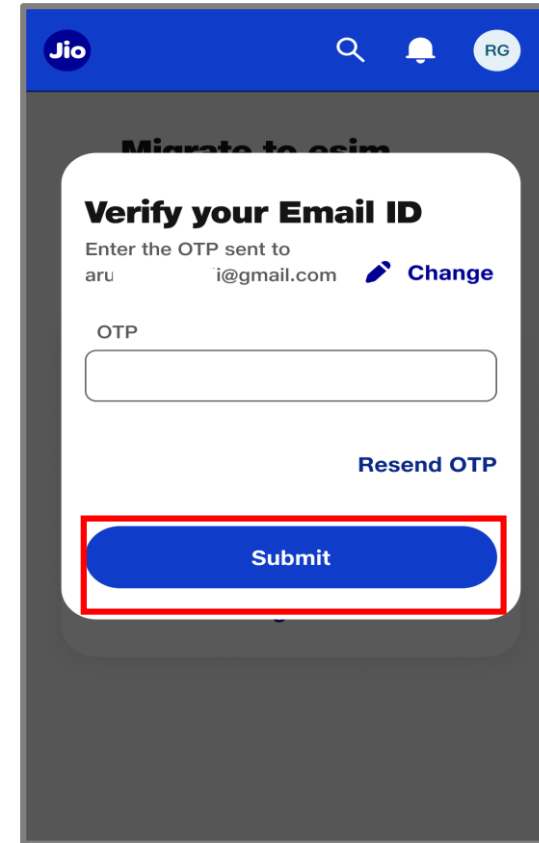 Jio
RG
Migrate to esim
Verify your Email ID
Enter the OTP sent to
aru i@gmail.com Change
OTP
Resend OTP
Submit